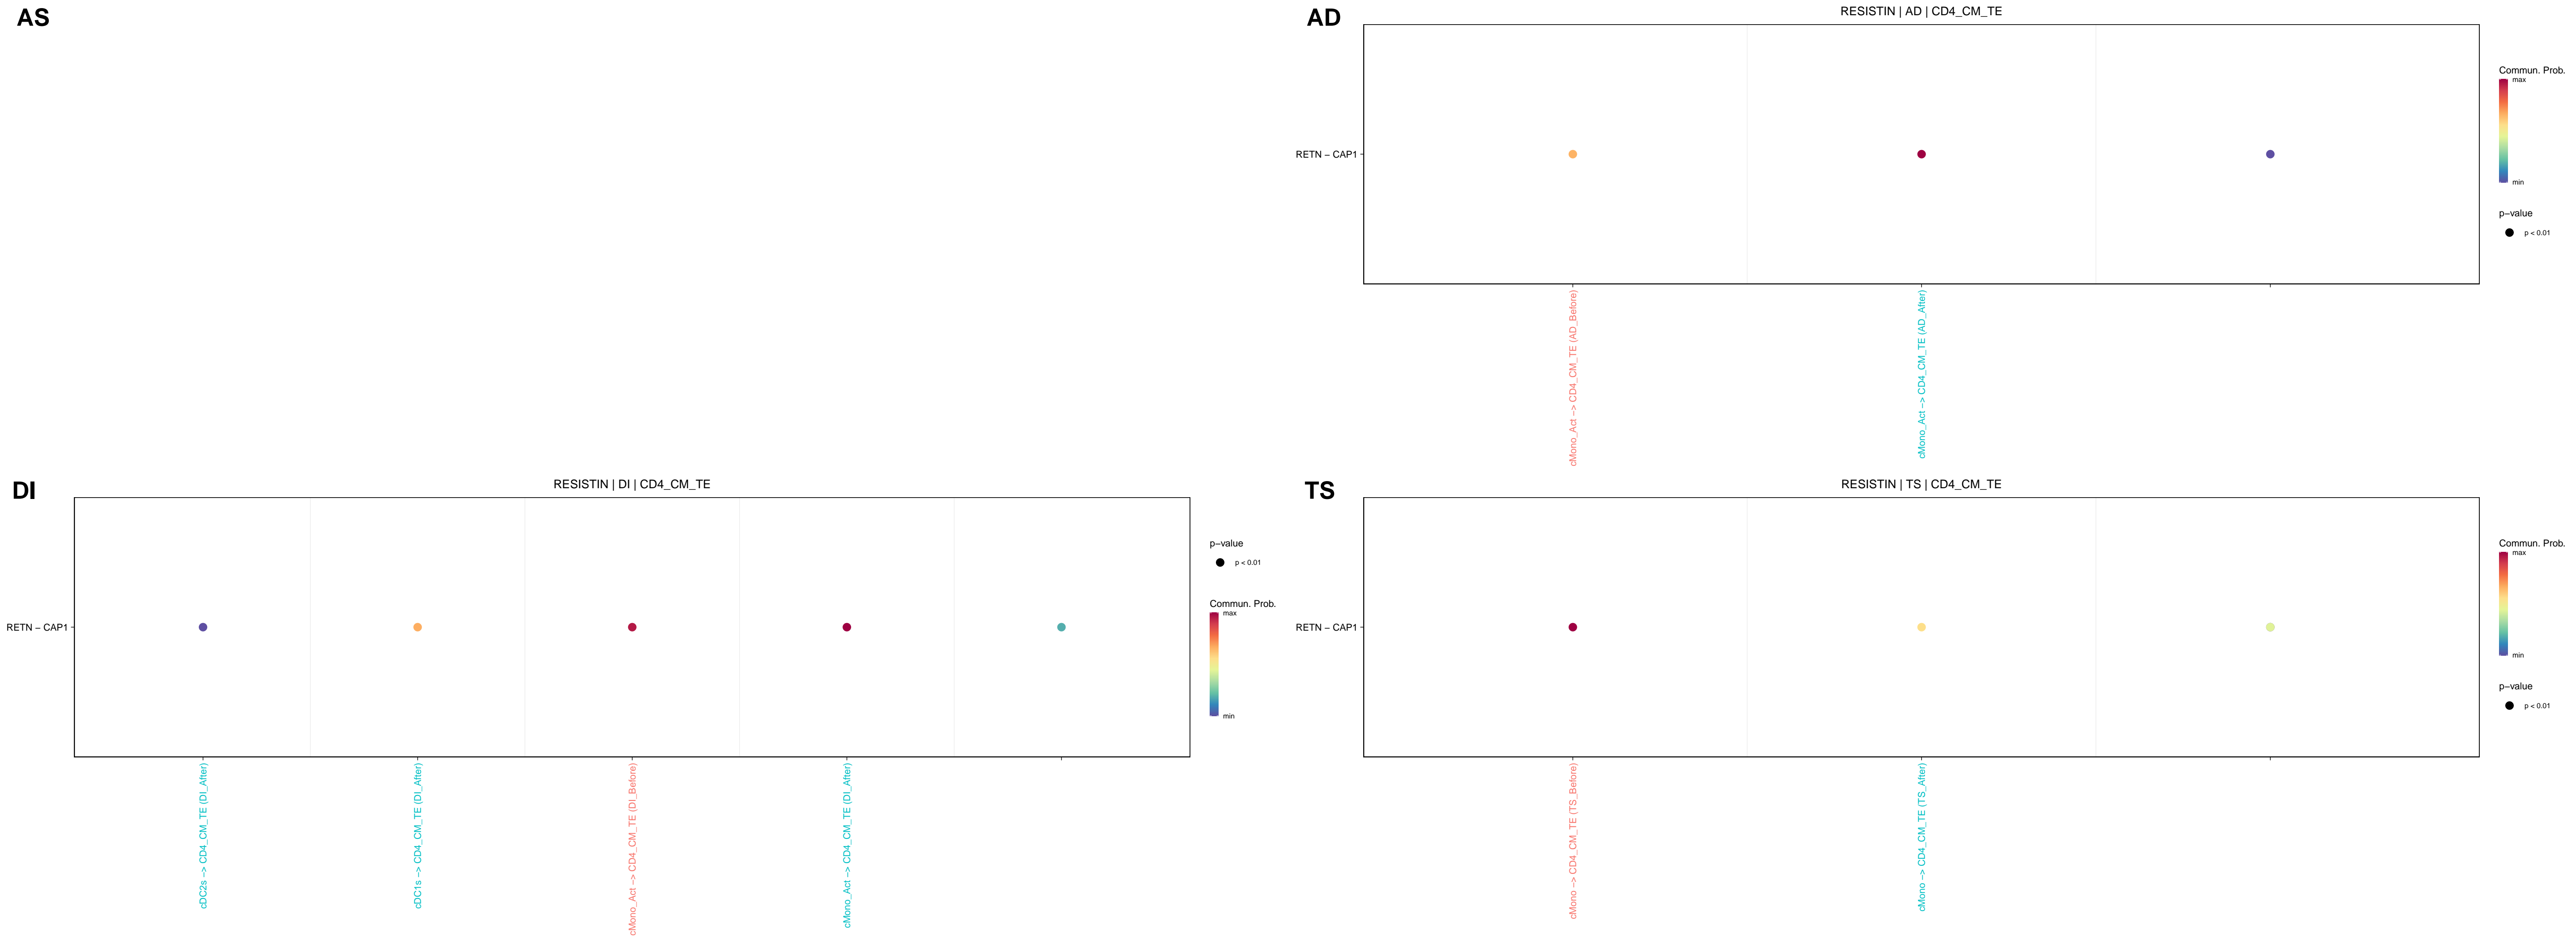 AS
AD
RESISTIN | AD | CD4_CM_TE
RETN − CAP1
cMono_Act −> CD4_CM_TE (AD_Before)
cMono_Act −> CD4_CM_TE (AD_After)
Commun. Prob.
max
min
p−value
p < 0.01
DI
RESISTIN | DI | CD4_CM_TE
RETN − CAP1
cDC2s −> CD4_CM_TE (DI_After)
cDC1s −> CD4_CM_TE (DI_After)
cMono_Act −> CD4_CM_TE (DI_Before)
cMono_Act −> CD4_CM_TE (DI_After)
p−value
p < 0.01
Commun. Prob.
max
min
TS
RESISTIN | TS | CD4_CM_TE
RETN − CAP1
cMono −> CD4_CM_TE (TS_Before)
cMono −> CD4_CM_TE (TS_After)
Commun. Prob.
max
min
p−value
p < 0.01